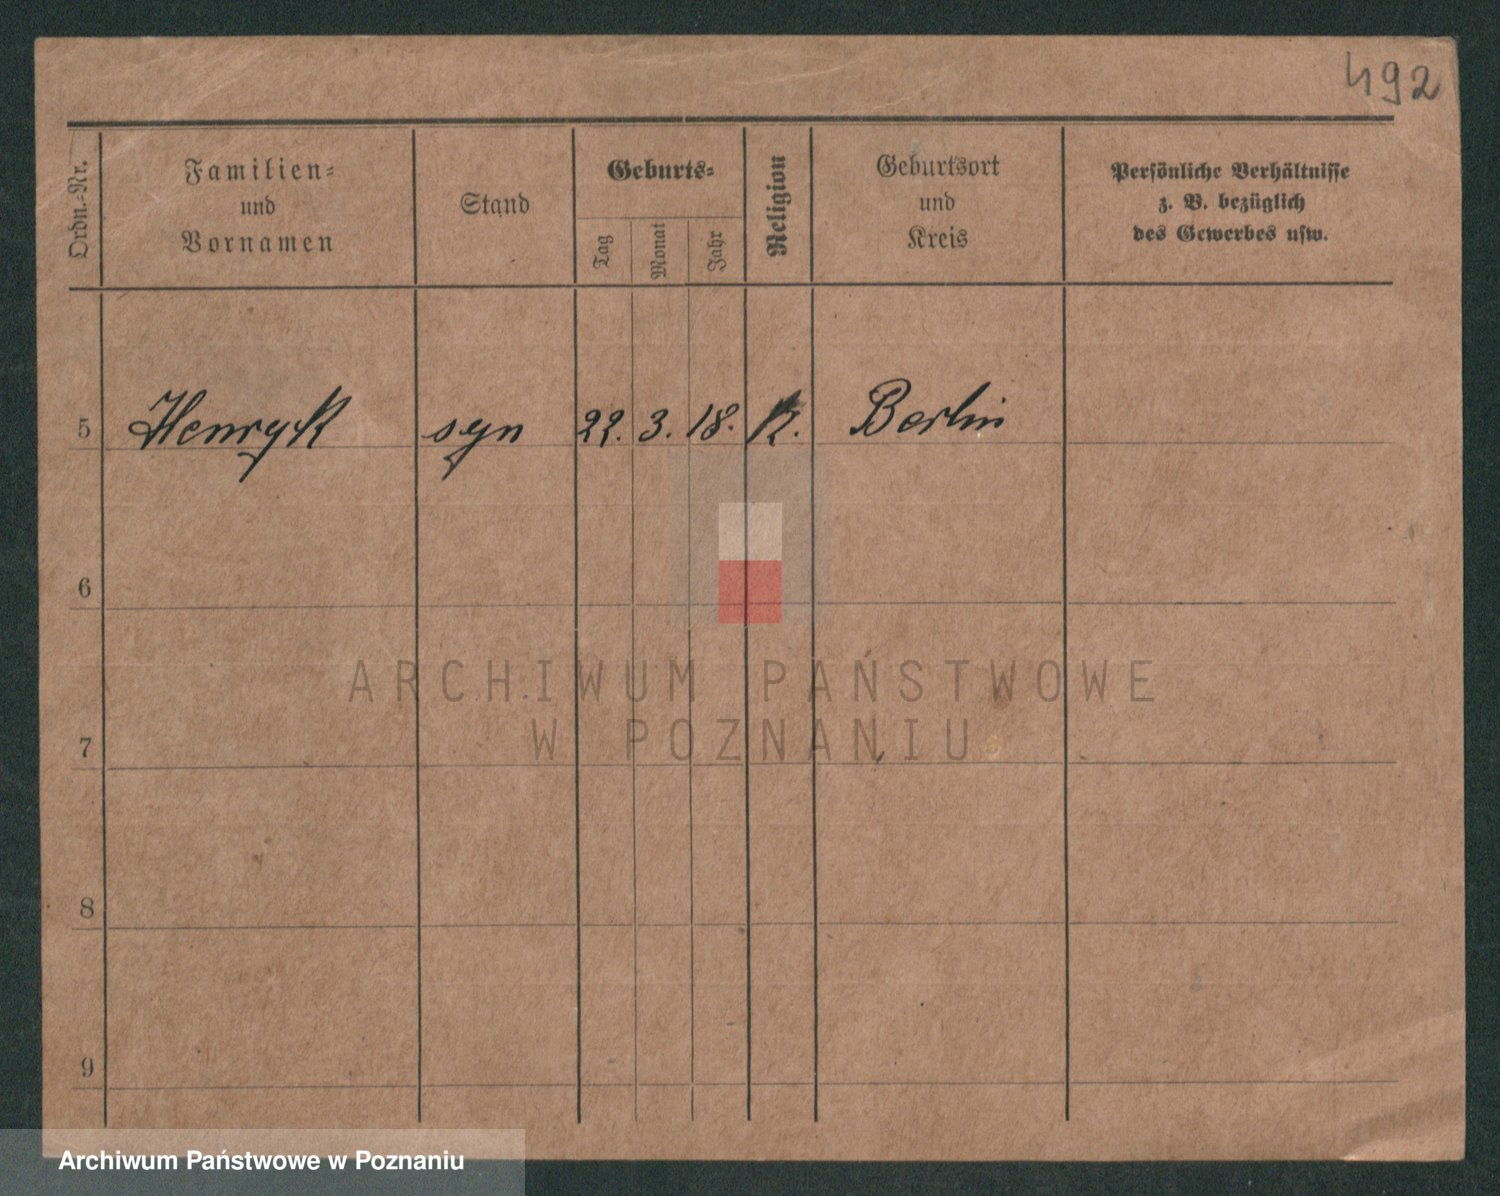 492
Ordn.-Nr.
Familien-
und
Vornamen
Stand
Geburts-
Tag
Monat
Jahr
Religion
Geburtsort
und
Kreis
Persönliche Verhältnisse
z. B. bezüglich
des Gewerbes usw.
5 Henryk syn 22. 3. 18. K. Berlin
6
7
8
9
ARCHIWUM PAŃSTWOWE
W POZNANIU
Archiwum Państwowe w Poznaniu